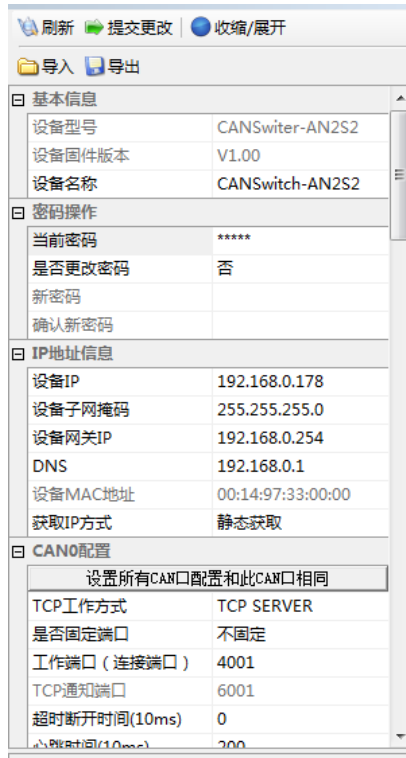 刷新 提交更改 收缩/展开
导入 导出
基本信息
设备型号 CANSwiter-AN2S2
设备固件版本 V1.00
设备名称 CANSwitch-AN2S2
密码操作
当前密码 *****
是否更改密码 否
新密码
确认新密码
IP地址信息
设备IP 192.168.0.178
设备子网掩码 255.255.255.0
设备网关IP 192.168.0.254
DNS 192.168.0.1
设备MAC地址 00:14:97:33:00:00
获取IP方式 静态获取
CAN0配置
设置所有CAN口配置和此CAN口相同
TCP工作方式 TCP SERVER
是否固定端口 不固定
工作端口（连接端口） 4001
TCP通知端口 6001
超时断开时间(10ms) 0
心跳时间(10ms) 200